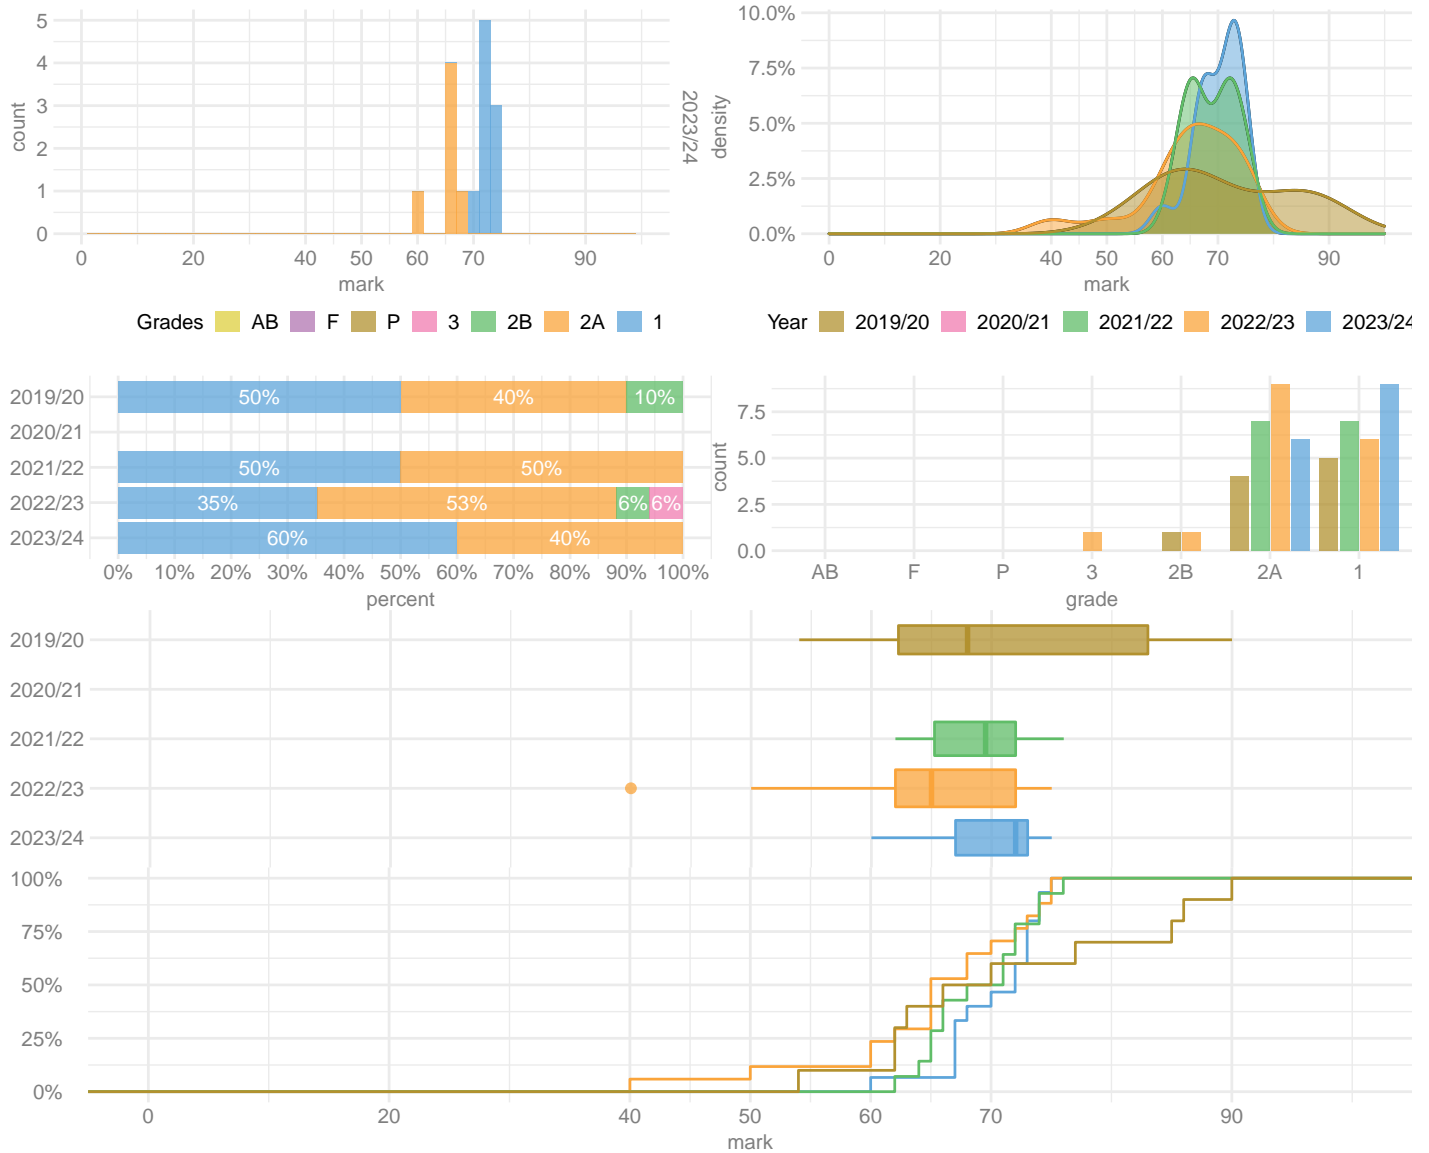 5
4
3
2
1
0
count
0 20 40 60 70 90
mark
2023/24
10.0%
7.5%
5.0%
2.5%
0.0%
density
0 20 40 50 60 70 90
mark
Grades AB F P 3 2B 2A 1
Year 2019/20 2020/21 2021/22 2022/23 2023/24
2019/20 50% 40% 10%
2020/21
2021/22 50% 50%
2022/23 35% 53% 6% 6%
2023/24 60% 40%
0% 10% 20% 30% 40% 50% 60% 70% 80% 90% 100%
percent
7.5
5.0
2.5
0.0
count
AB F P 3 2B 2A 1
grade
2019/20
2020/21
2021/22
2022/23
2023/24
100%
75%
50%
25%
0%
0 20 40 50 60 70 90
mark